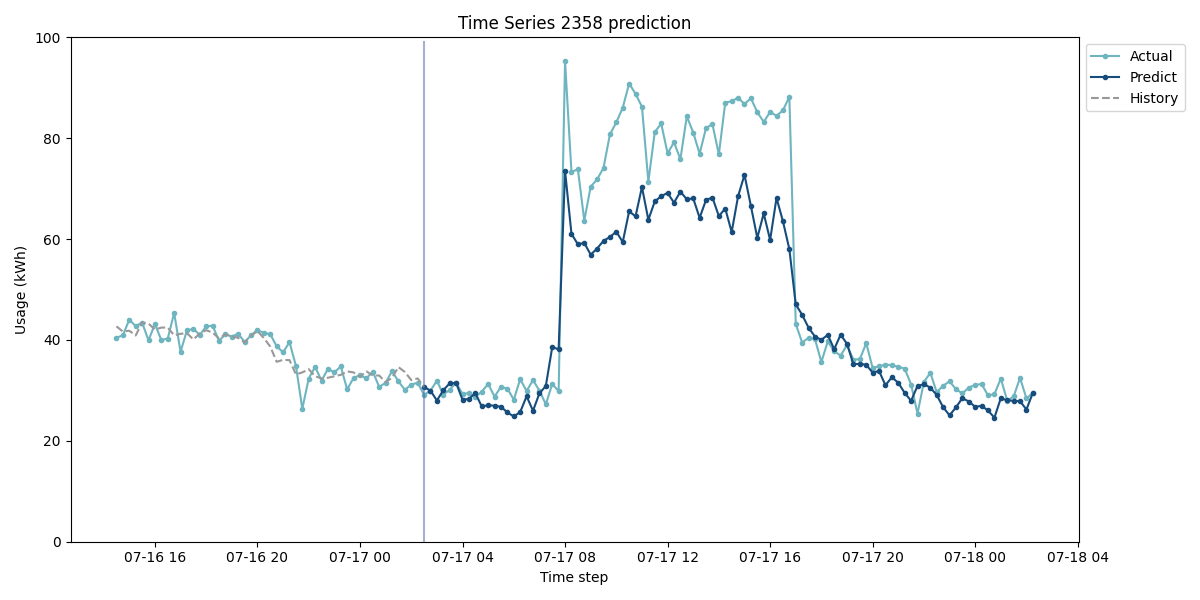 Time Series 2358 prediction
100
80
60
40
20
0
Usage (kWh)
07-16 16
07-16 20
07-17 00
07-17 04
07-17 08
07-17 12
07-17 16
07-17 20
07-18 00
07-18 04
Time step
Actual
Predict
History